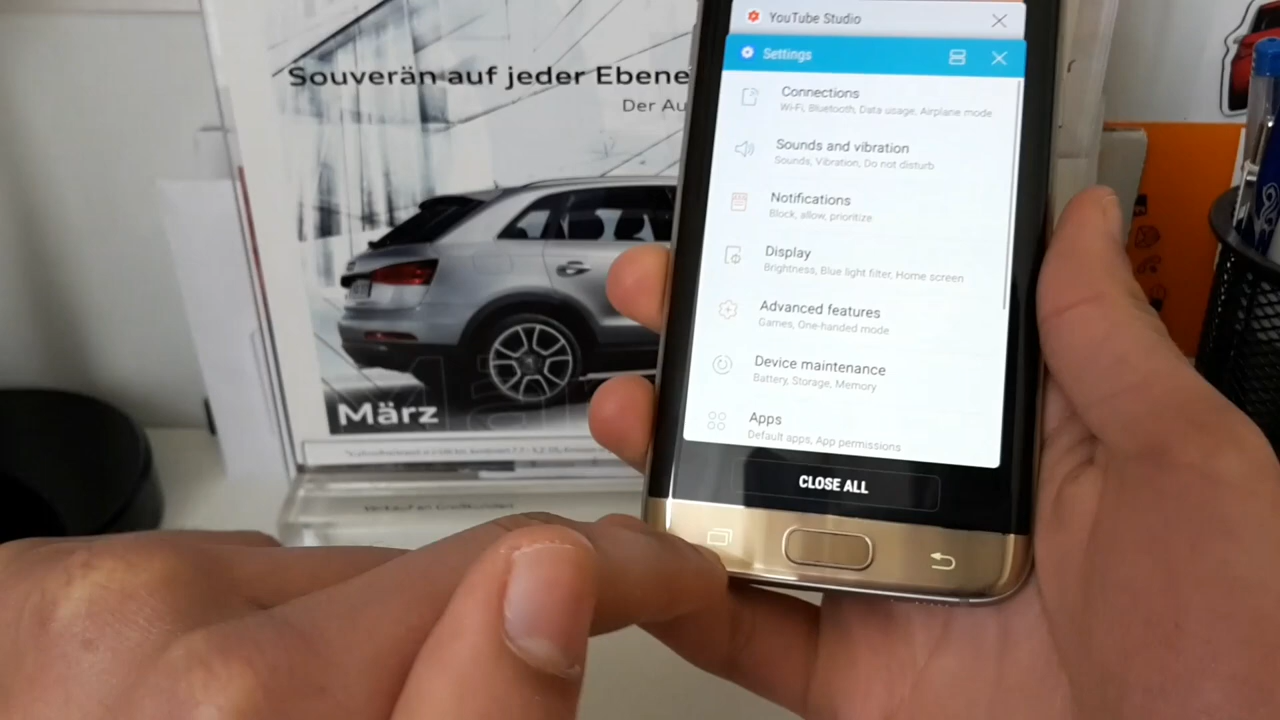 Souverän auf jeder Ebene
Der Au
März
YouTube Studio
Settings
Connections
Wi-Fi, Bluetooth, Data usage, Airplane mode
Sounds and vibration
Sounds, Vibration, Do not disturb
Notifications
Block, allow, prioritize
Display
Brightness, Blue light filter, Home screen
Advanced features
Games, One-handed mode
Device maintenance
Battery, Storage, Memory
Apps
Default apps, App permissions
CLOSE ALL